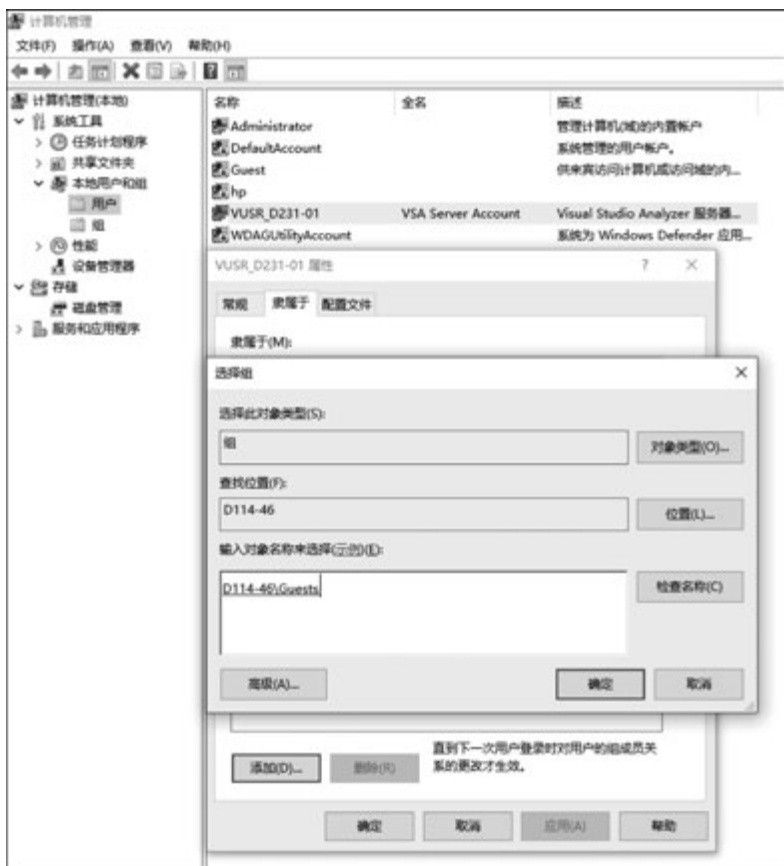 计算机管理
文件(F) 操作(A) 查看(V) 帮助(H)
计算机管理(本地)
系统工具
任务计划程序
共享文件夹
本地用户和组
用户
组
性能
设备管理器
存储
磁盘管理
服务和应用程序
名称 全名 描述
Administrator 管理计算机(域)的内置帐户
DefaultAccount 系统管理的用户帐户。
Guest 供来宾访问计算机或访问域的内...
hp
VUSR_D231-01 VSA Server Account Visual Studio Analyzer 服务器...
WDAGUtilityAccount 系统为 Windows Defender 应用...
VUSR_D231-01 属性 ? ×
常规 隶属于 配置文件
隶属于(M):
选择组 ×
选择此对象类型(S):
组 对象类型(O)...
查找位置(F):
D114-46 位置(L)...
输入对象名称来选择(示例)(E):
D114-46\Guests 检查名称(C)
高级(A)... 确定 取消
添加(D)... 删除(R) 直到下一次用户登录时对用户的组成员关
系的更改才生效。
确定 取消 应用(A) 帮助